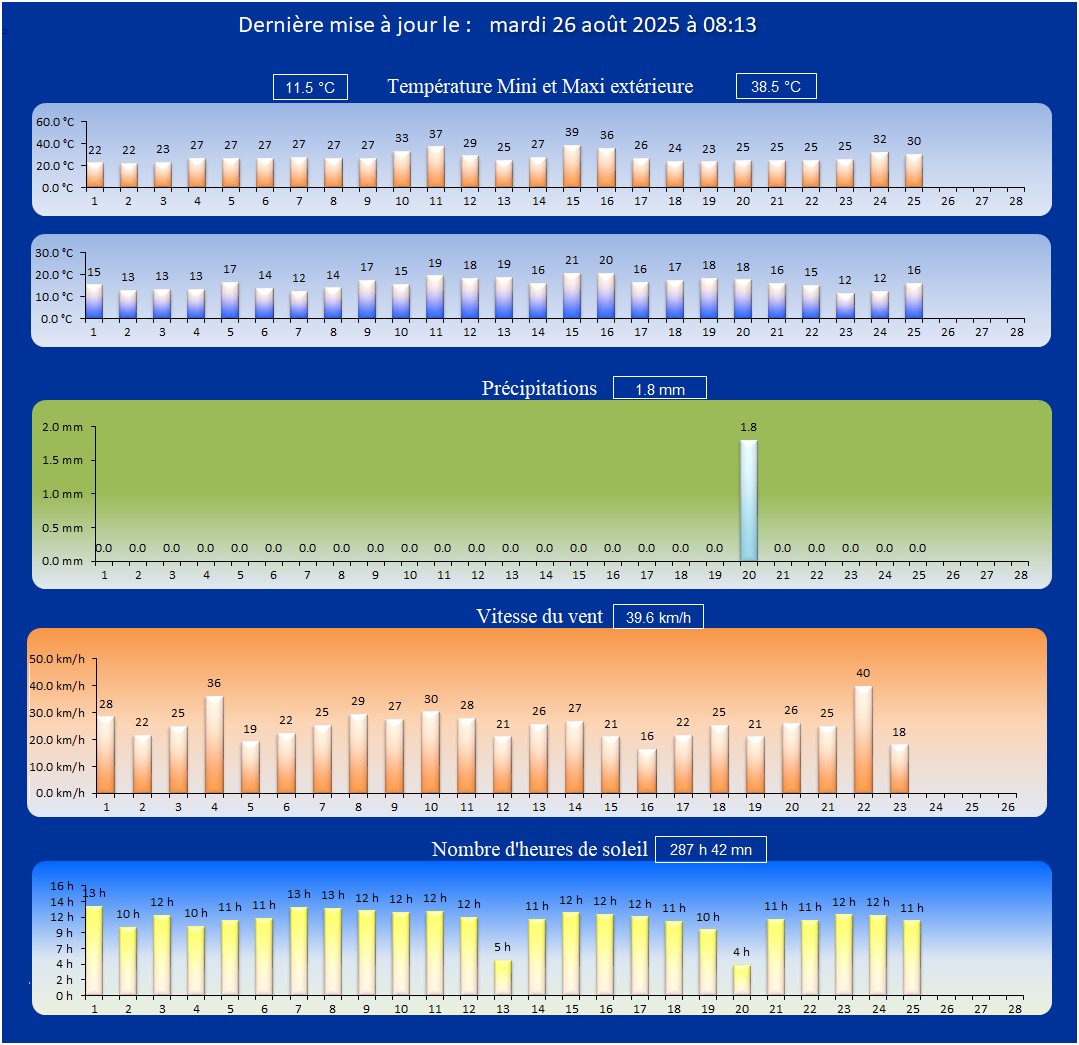 Dernière mise à jour le : mardi 26 août 2025 à 08:13
11.5 °C Température Mini et Maxi extérieure 38.5 °C
60.0 °C
40.0 °C
20.0 °C
0.0 °C
22 22 23 27 27 27 27 27 27 33 37 29 25 27 39 36 26 24 23 25 25 25 25 32 30
1 2 3 4 5 6 7 8 9 10 11 12 13 14 15 16 17 18 19 20 21 22 23 24 25 26 27 28
30.0 °C
20.0 °C
10.0 °C
0.0 °C
15 13 13 13 17 14 12 14 17 15 19 18 19 16 21 20 16 17 18 18 16 15 12 12 16
1 2 3 4 5 6 7 8 9 10 11 12 13 14 15 16 17 18 19 20 21 22 23 24 25 26 27 28
Précipitations 1.8 mm
2.0 mm
1.5 mm
1.0 mm
0.5 mm
0.0 mm
0.0 0.0 0.0 0.0 0.0 0.0 0.0 0.0 0.0 0.0 0.0 0.0 0.0 0.0 0.0 0.0 0.0 0.0 0.0 1.8 0.0 0.0 0.0 0.0 0.0
1 2 3 4 5 6 7 8 9 10 11 12 13 14 15 16 17 18 19 20 21 22 23 24 25 26 27 28
Vitesse du vent 39.6 km/h
50.0 km/h
40.0 km/h
30.0 km/h
20.0 km/h
10.0 km/h
0.0 km/h
28 22 25 36 19 22 25 29 27 30 28 21 26 27 21 16 22 25 21 26 25 40 18
1 2 3 4 5 6 7 8 9 10 11 12 13 14 15 16 17 18 19 20 21 22 23 24 25 26
Nombre d'heures de soleil 287 h 42 mn
16 h
14 h
12 h
9 h
7 h
4 h
2 h
0 h
13 h 10 h 12 h 10 h 11 h 11 h 13 h 13 h 12 h 12 h 12 h 12 h 5 h 11 h 12 h 12 h 12 h 11 h 10 h 4 h 11 h 11 h 12 h 12 h 11 h
1 2 3 4 5 6 7 8 9 10 11 12 13 14 15 16 17 18 19 20 21 22 23 24 25 26 27 28